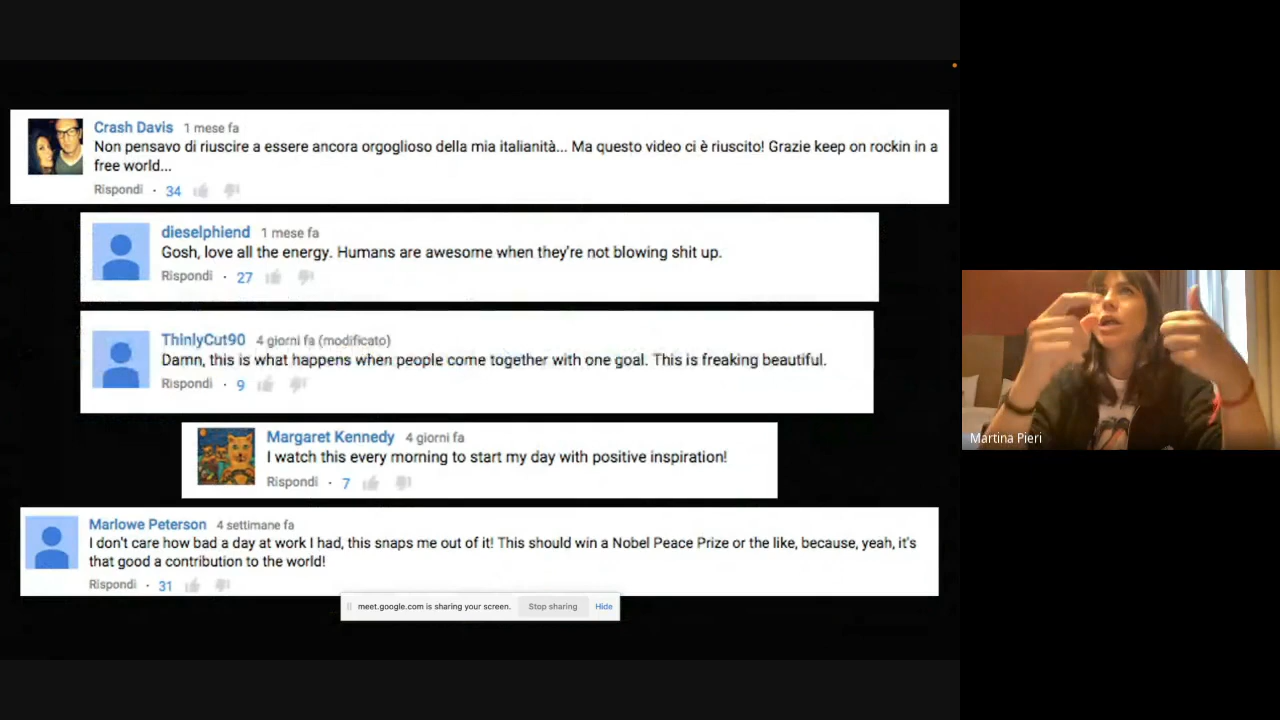 Crash Davis 1 mese fa
Non pensavo di riuscire a essere ancora orgoglioso della mia italianità... Ma questo video ci è riuscito! Grazie keep on rockin in a
free world...
Rispondi · 34
dieselphiend 1 mese fa
Gosh, love all the energy. Humans are awesome when they're not blowing shit up.
Rispondi · 27
ThinlyCut90 4 giorni fa (modificato)
Damn, this is what happens when people come together with one goal. This is freaking beautiful.
Rispondi · 9
Margaret Kennedy 4 giorni fa
I watch this every morning to start my day with positive inspiration!
Rispondi · 7
Marlowe Peterson 4 settimane fa
I don't care how bad a day at work I had, this snaps me out of it! This should win a Nobel Peace Prize or the like, because, yeah, it's
that good a contribution to the world!
Rispondi · 31
meet.google.com is sharing your screen. Stop sharing Hide
Martina Pieri